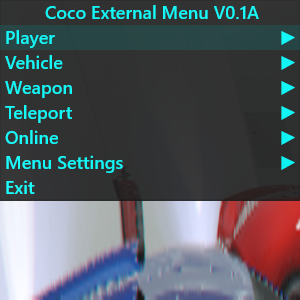 Coco External Menu V0.1A
Player
Vehicle
Weapon
Teleport
Online
Menu Settings
Exit